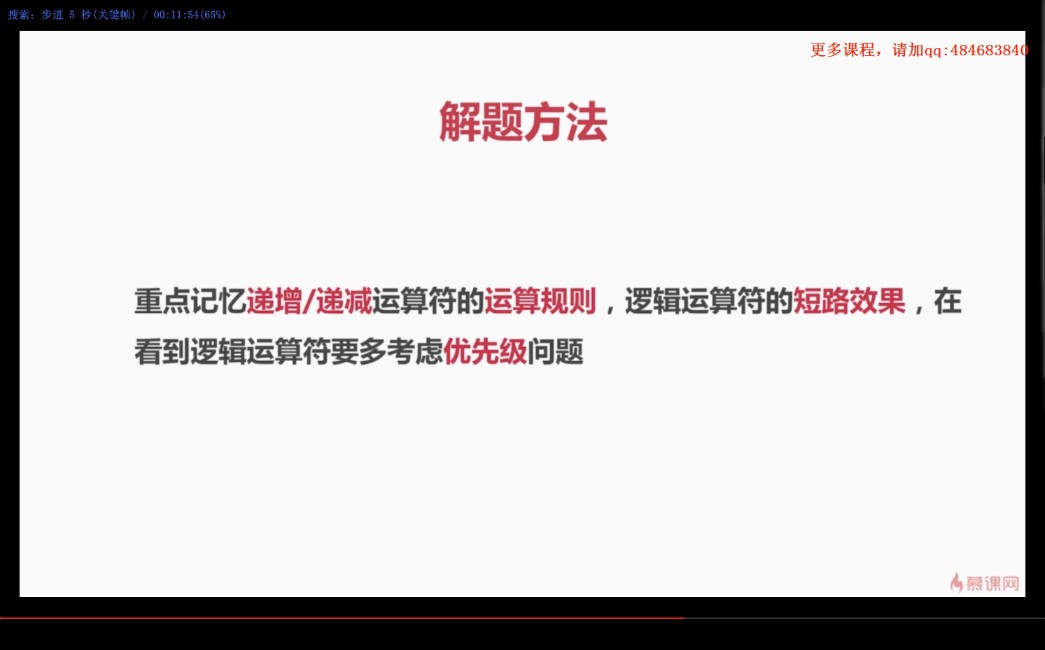 搜索: 步进 5 秒(关键帧) / 00:11:54(65%)
更多课程，请加qq:484683840
解题方法
重点记忆递增/递减运算符的运算规则，逻辑运算符的短路效果，在
看到逻辑运算符要多考虑优先级问题
慕课网